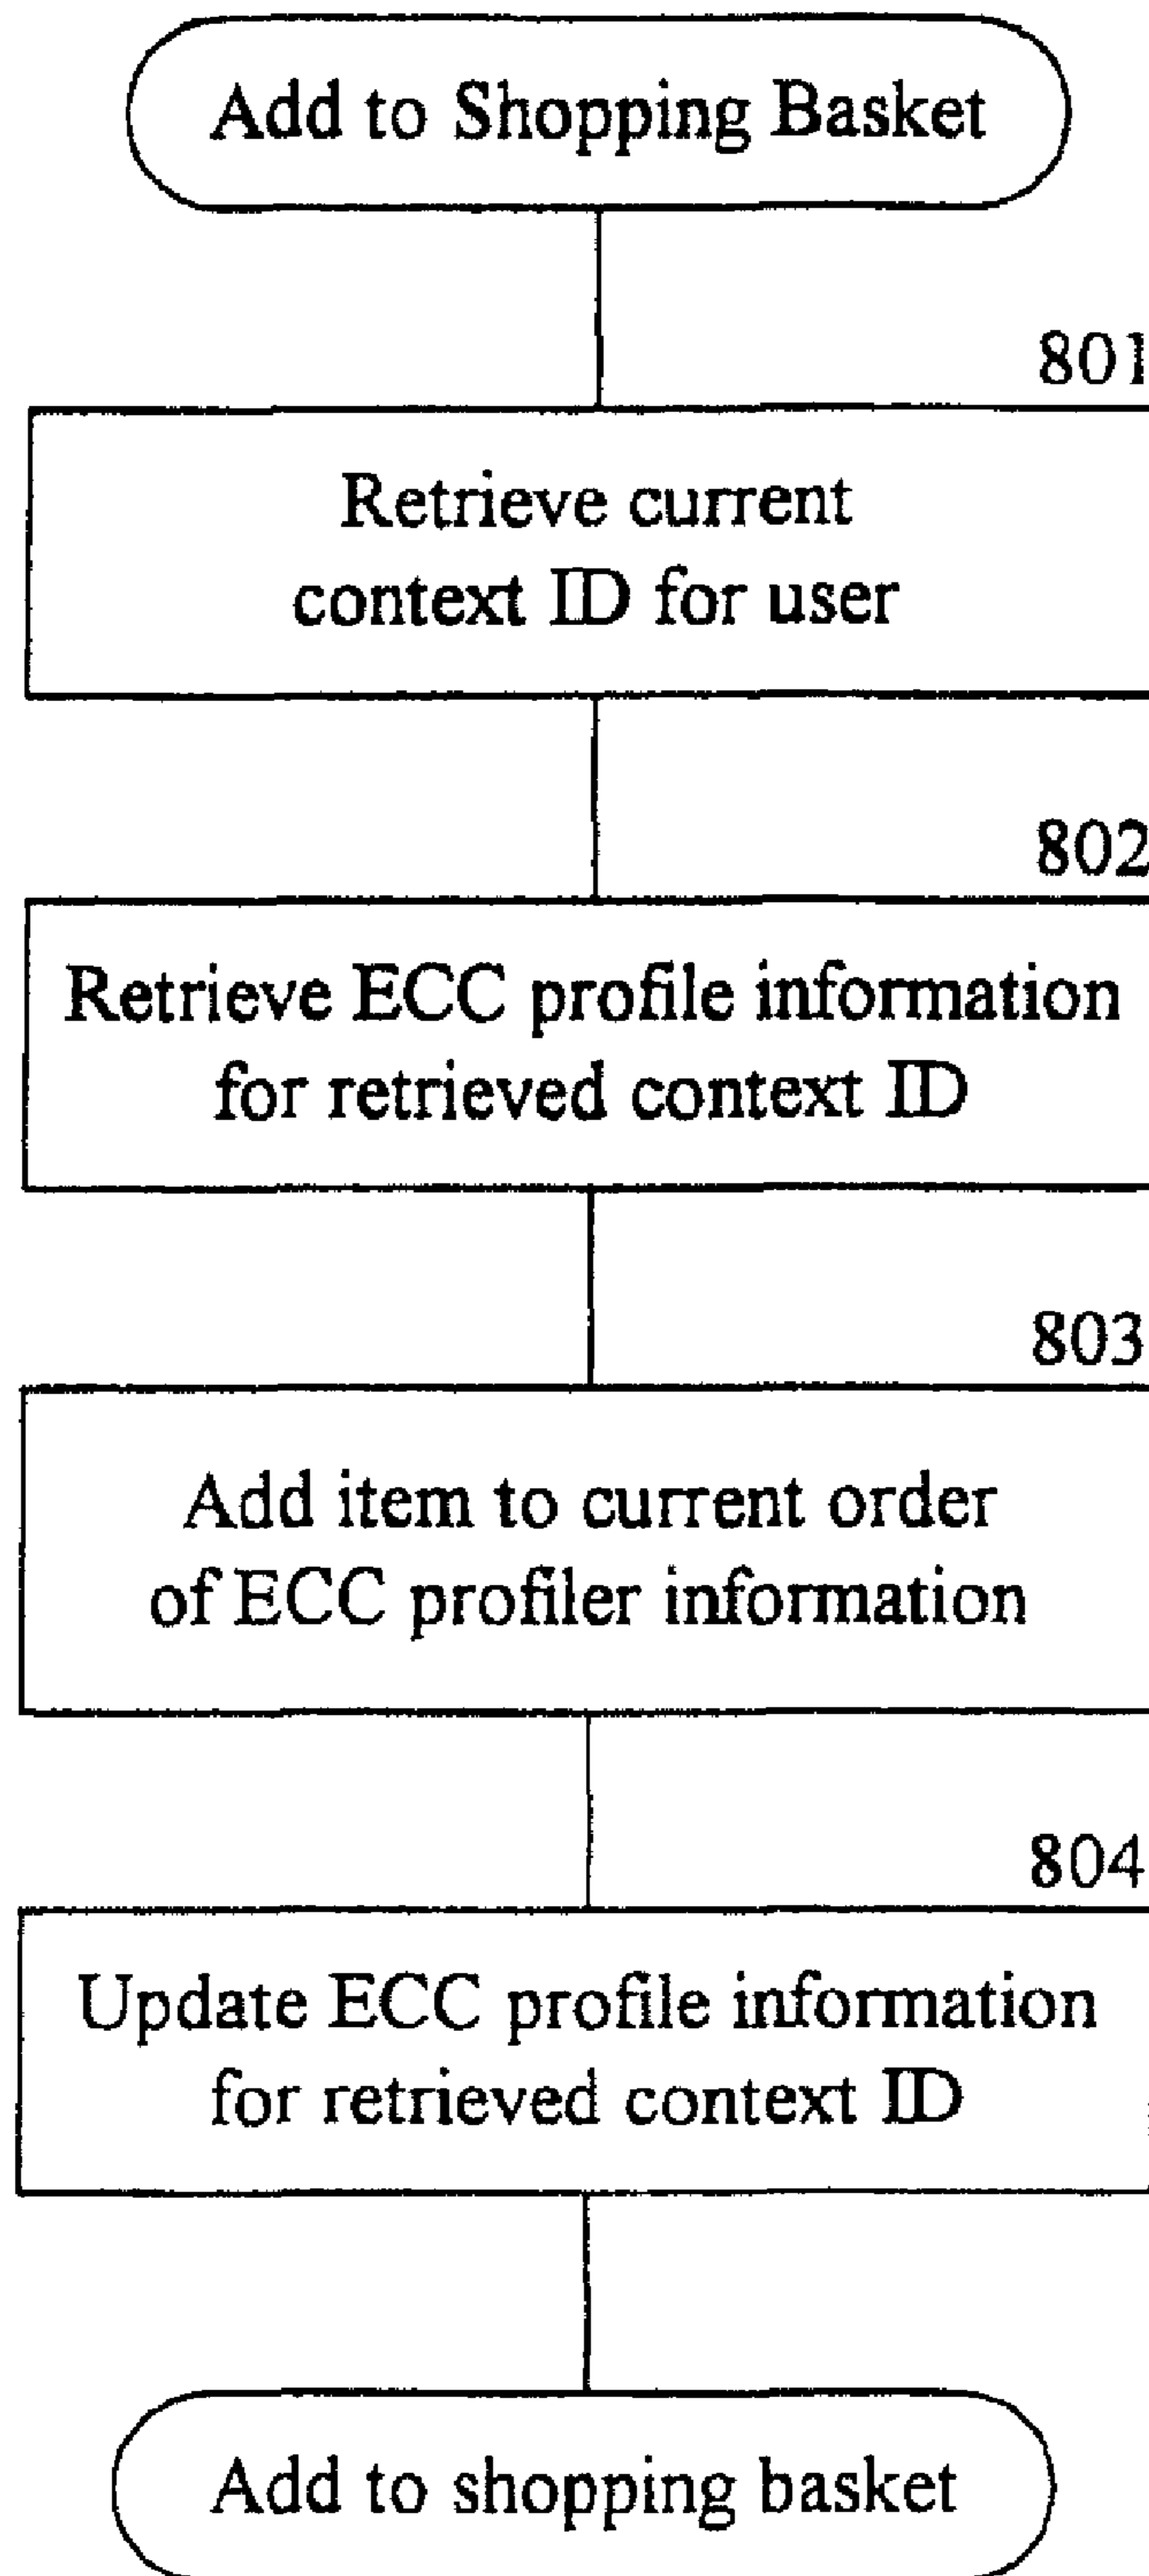 Add to Shopping Basket
801
Retrieve current
context ID for user
802
Retrieve ECC profile information
for retrieved context ID
803
Add item to current order
of ECC profiler information
804
Update ECC profile information
for retrieved context ID
Add to shopping basket